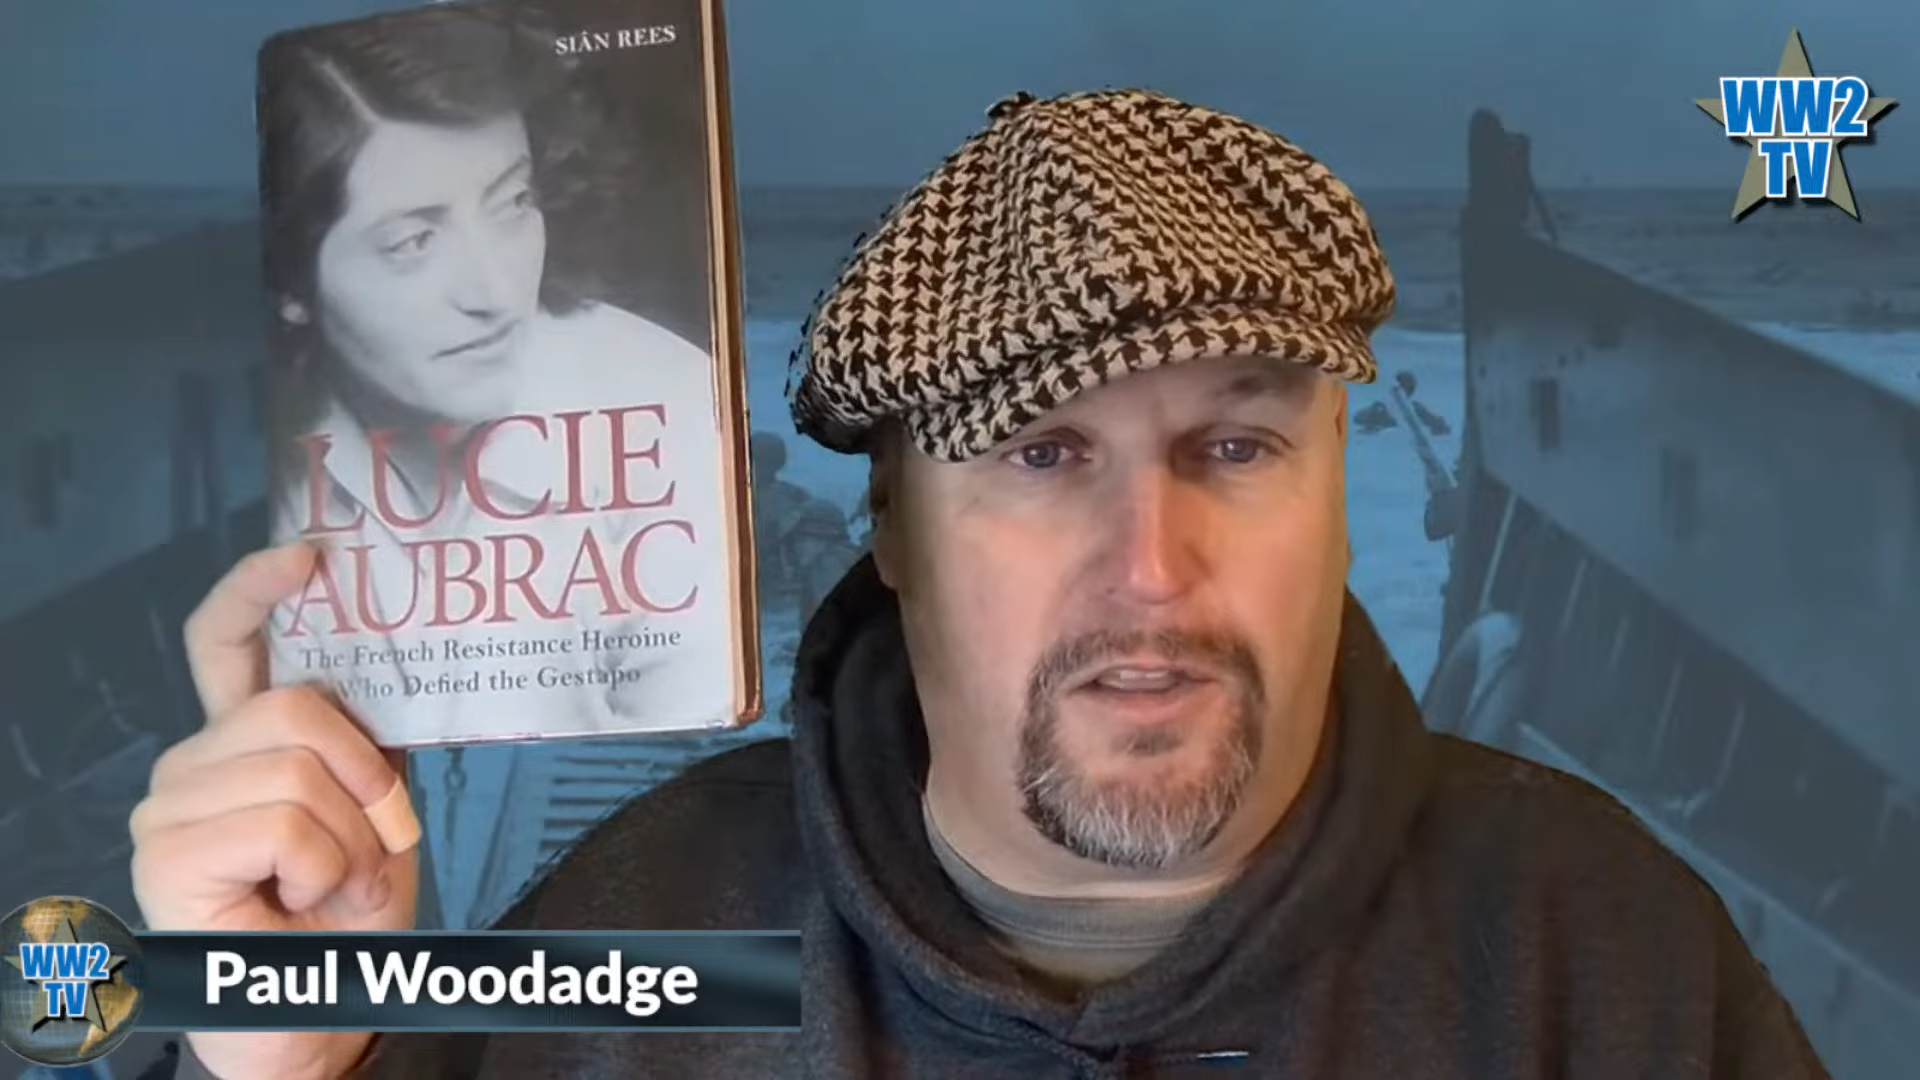 SIÂN REES
WW2
TV
LUCIE
AUBRAC
The French Resistance Heroine
Who Defied the Gestapo
WW2
TV
Paul Woodadge